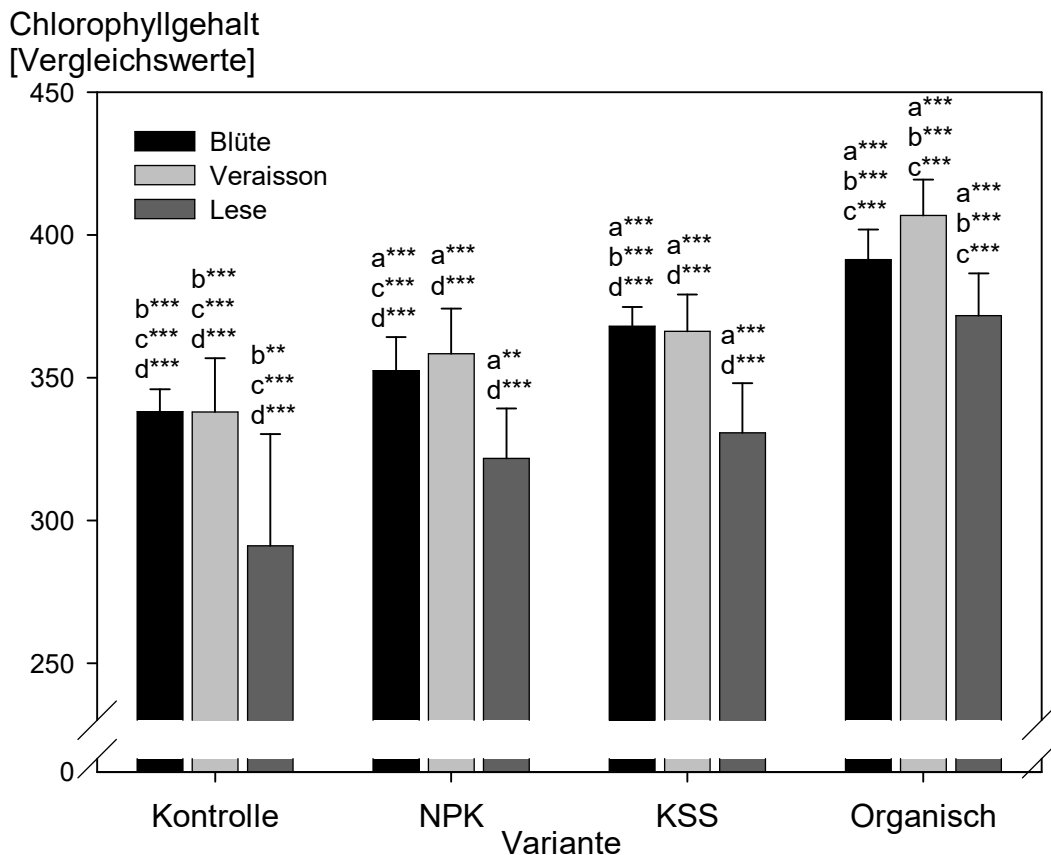 Chlorophyllgehalt
[Vergleichswerte]
450
400
350
300
250
0
Blüte
Veraisson
Lese
b***
c***
d***
b***
c***
d***
b**
c***
d***
a***
c***
d***
a***
d***
a**
d***
a***
b***
d***
a***
d***
a***
d***
a***
b***
c***
a***
b***
c***
a***
b***
c***
Kontrolle
NPK
KSS
Organisch
Variante